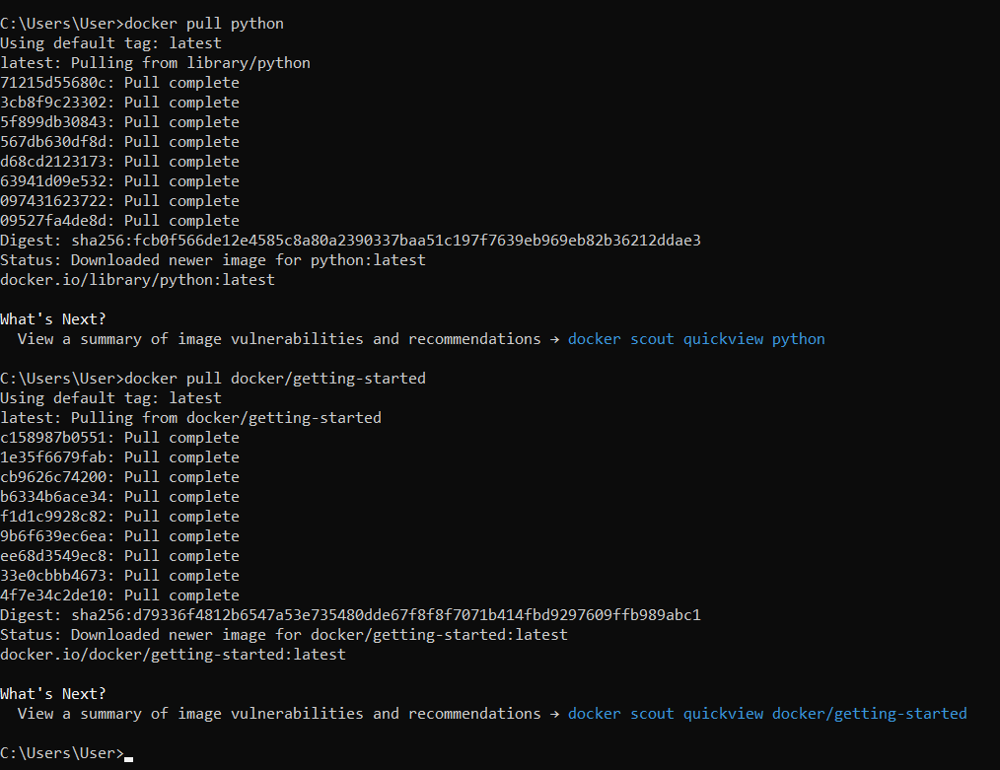 C:\Users\User>docker pull python
Using default tag: latest
latest: Pulling from library/python
71215d55680c: Pull complete
3cb8f9c23302: Pull complete
5f899db30843: Pull complete
567db630df8d: Pull complete
d68cd2123173: Pull complete
63941d09e532: Pull complete
097431623722: Pull complete
09527fa4de8d: Pull complete
Digest: sha256:fcb0f566de12e4585c8a80a2390337baa51c197f7639eb969eb82b36212ddae3
Status: Downloaded newer image for python:latest
docker.io/library/python:latest
What's Next?
View a summary of image vulnerabilities and recommendations → docker scout quickview python
C:\Users\User>docker pull docker/getting-started
Using default tag: latest
latest: Pulling from docker/getting-started
c158987b0551: Pull complete
1e35f6679fab: Pull complete
cb9626c74200: Pull complete
b6334b6ace34: Pull complete
f1d1c9928c82: Pull complete
9b6f639ec6ea: Pull complete
ee68d3549ec8: Pull complete
33e0cbbb4673: Pull complete
4f7e34c2de10: Pull complete
Digest: sha256:d79336f4812b6547a53e735480dde67f8f8f7071b414fbd9297609ffb989abc1
Status: Downloaded newer image for docker/getting-started:latest
docker.io/docker/getting-started:latest
What's Next?
View a summary of image vulnerabilities and recommendations → docker scout quickview docker/getting-started
C:\Users\User>